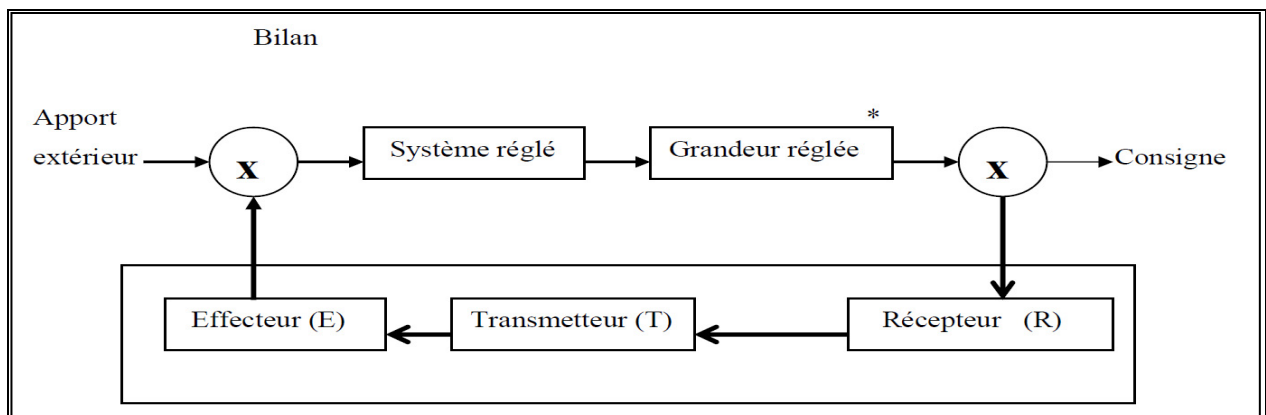 Bilan
Apport
extérieur
x
Système réglé
Grandeur réglée
*
x
Consigne
Effecteur (E)
Transmetteur (T)
Récepteur (R)